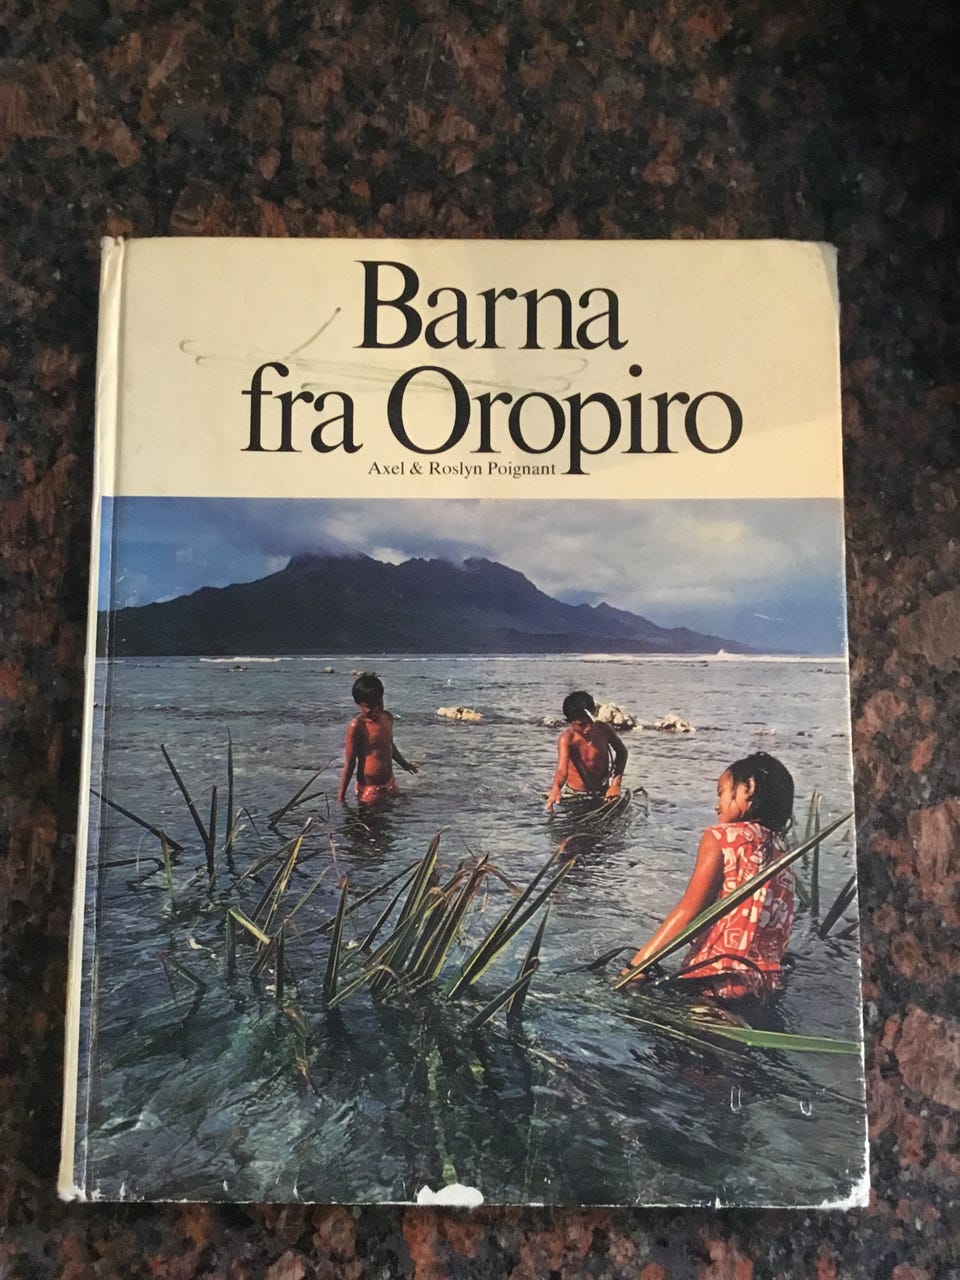 Barna
fra Oropiro
Axel & Roslyn Poignant